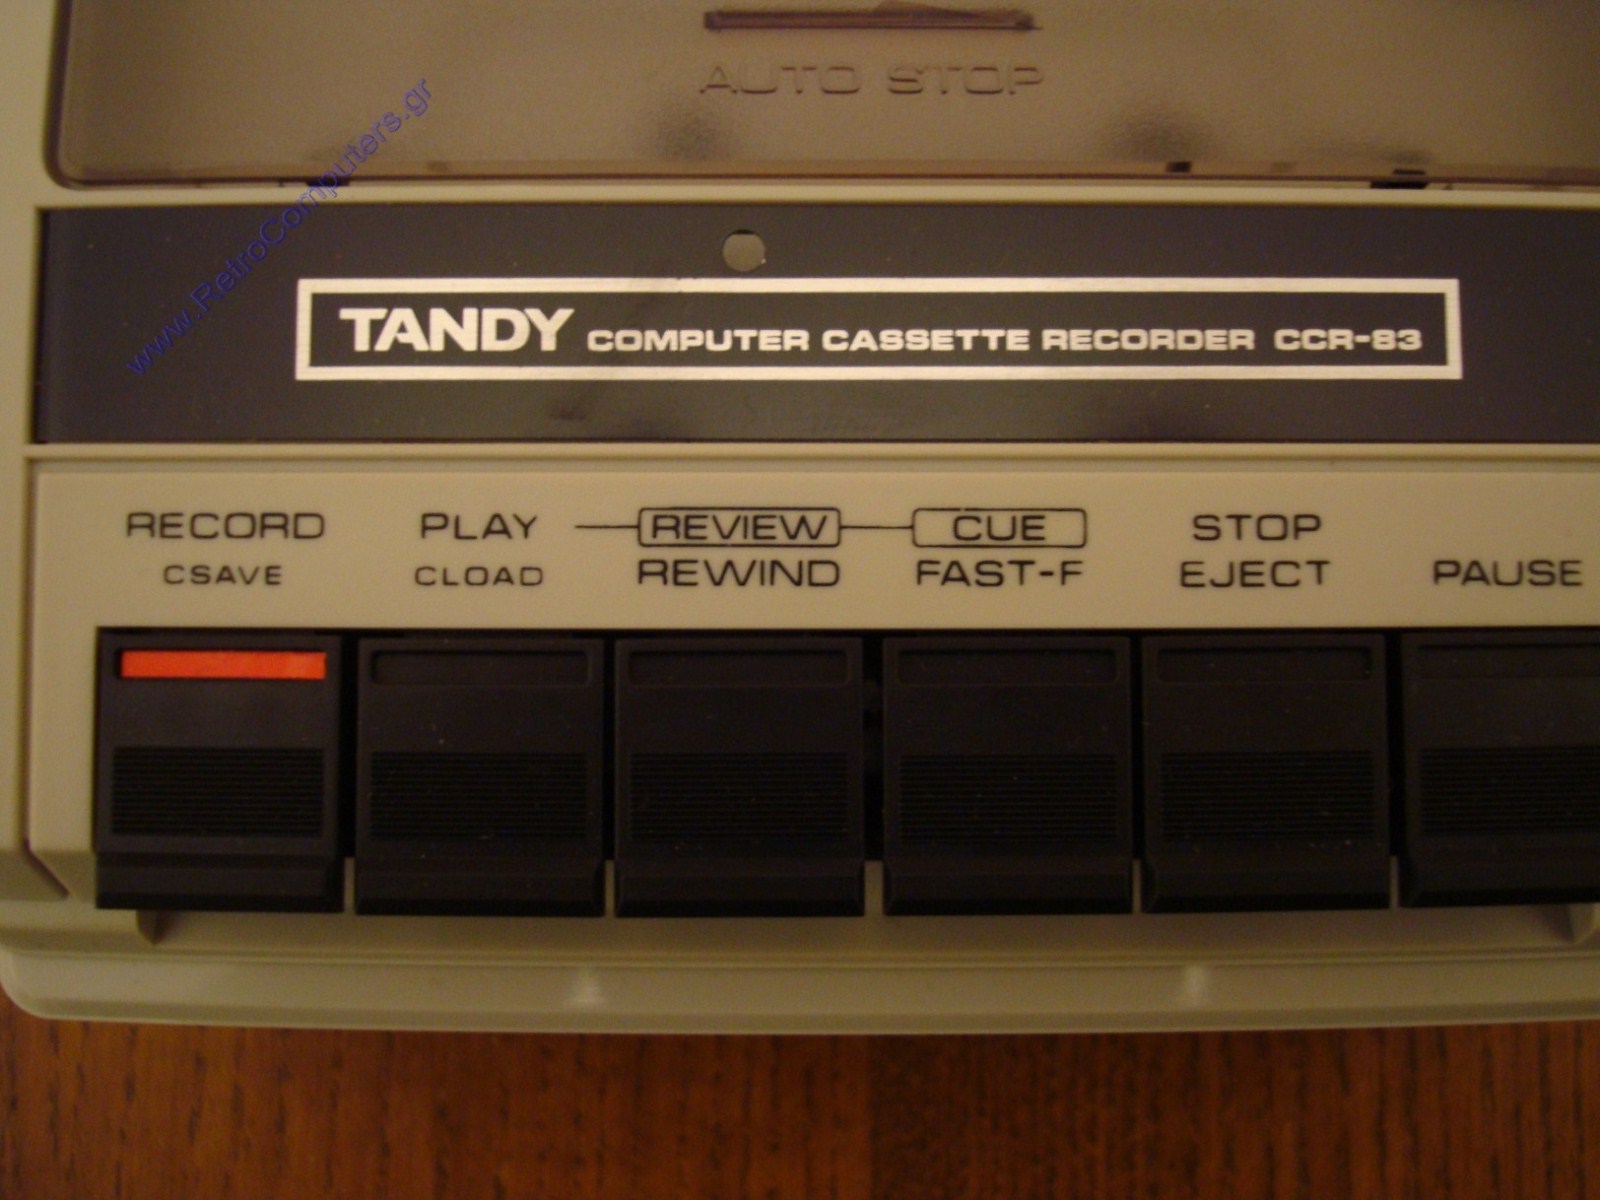 AUTO STOP
www.RetroComputers.gr
TANDY COMPUTER CASSETTE RECORDER CCR-83
RECORD PLAY REVIEW CUE STOP
CSAVE CLOAD REWIND FAST-F EJECT PAUSE